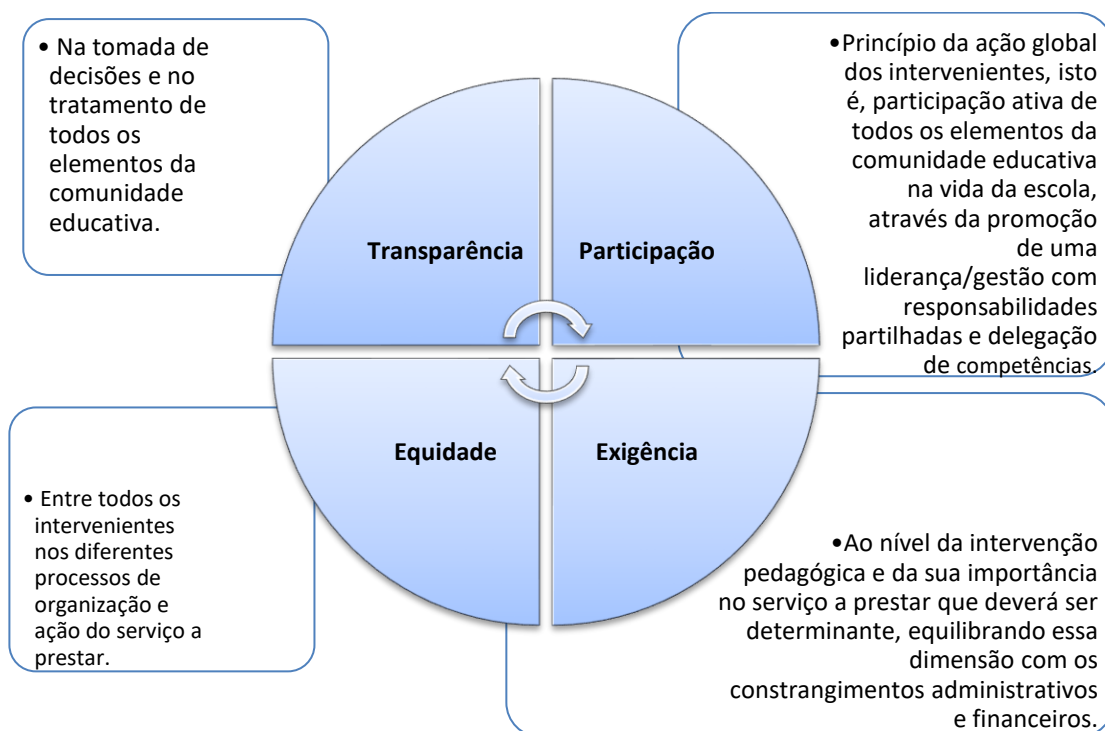 • Na tomada de
decisões e no
tratamento de
todos os
elementos da
comunidade
educativa.
•Princípio da ação global
dos intervenientes, isto
é, participação ativa de
todos os elementos da
comunidade educativa
na vida da escola,
através da promoção
de uma
liderança/gestão com
responsabilidades
partilhadas e delegação
de competências.
Transparência
Participação
Equidade
Exigência
• Entre todos os
intervenientes
nos diferentes
processos de
organização e
ação do serviço a
prestar.
•Ao nível da intervenção
pedagógica e da sua importância
no serviço a prestar que deverá ser
determinante, equilibrando essa
dimensão com os
constrangimentos administrativos
e financeiros.